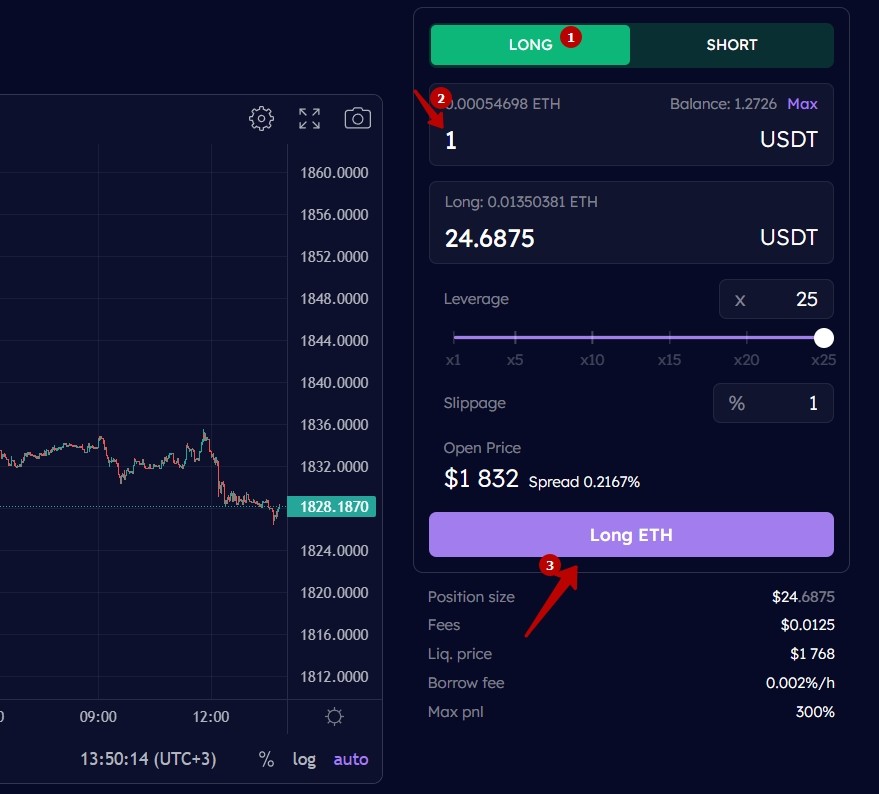 LONG 1
SHORT
2
0.00054698 ETH
Balance: 1.2726 Max
1
USDT
Long: 0.01350381 ETH
24.6875
USDT
Leverage
x 25
x1 x5 x10 x15 x20 x25
Slippage
% 1
Open Price
$1 832 Spread 0.2167%
Long ETH
3
Position size $24.6875
Fees $0.0125
Liq. price $1 768
Borrow fee 0.002%/h
Max pnl 300%
1860.0000
1856.0000
1852.0000
1848.0000
1844.0000
1840.0000
1836.0000
1832.0000
1828.1870
1824.0000
1820.0000
1816.0000
1812.0000
0 09:00 12:00
13:50:14 (UTC+3) % log auto